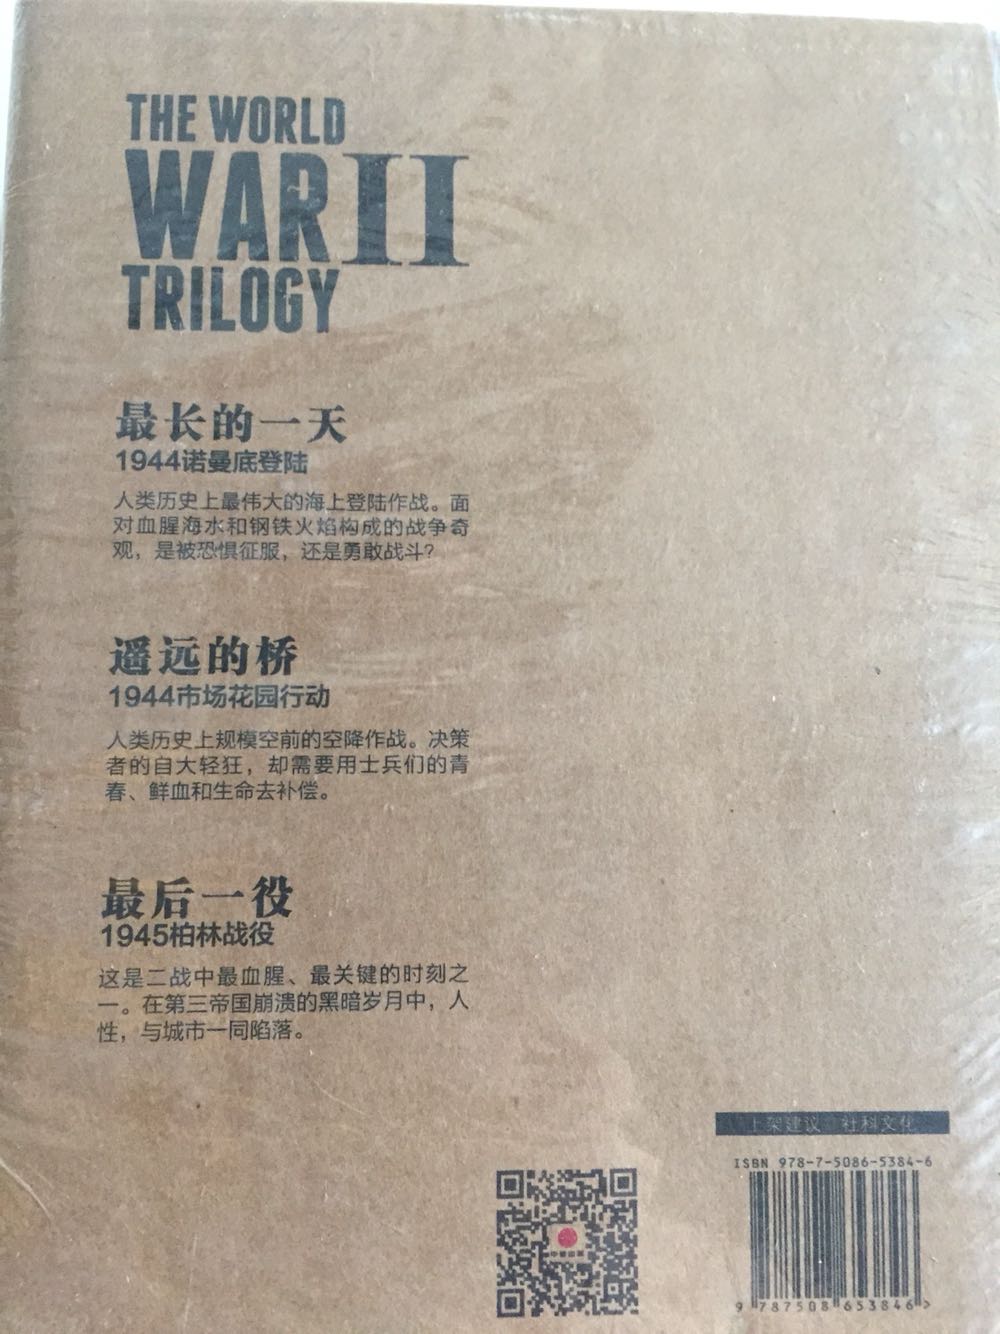 THE WORLD
WAR II
TRILOGY
最长的一天
1944诺曼底登陆
人类历史上最伟大的海上登陆作战。面
对血腥海水和钢铁火焰构成的战争奇
观，是被恐惧征服，还是勇敢战斗？
遥远的桥
1944市场花园行动
人类历史上规模空前的空降作战。决策
者的自大轻狂，却需要用士兵们的青
春、鲜血和生命去补偿。
最后一役
1945柏林战役
这是二战中最血腥、最关键的时刻之
一。在第三帝国崩溃的黑暗岁月中，人
性，与城市一同陷落。
上架建议 社科文化
ISBN 978-7-5086-5384-6
9 787508 653846 >